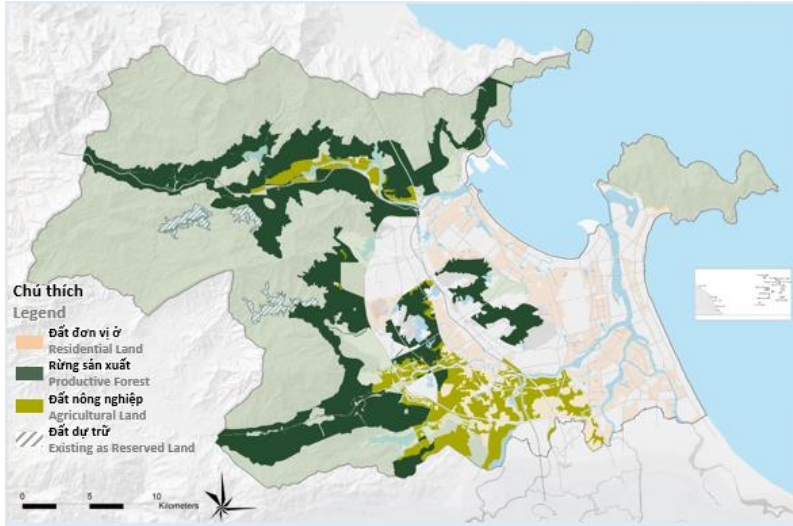 Chú thích
Legend
Đất đơn vị ở
Residential Land
Rừng sản xuất
Productive Forest
Đất nông nghiệp
Agricultural Land
Đất dự trữ
Existing as Reserved Land
0 5 10
Kilometers